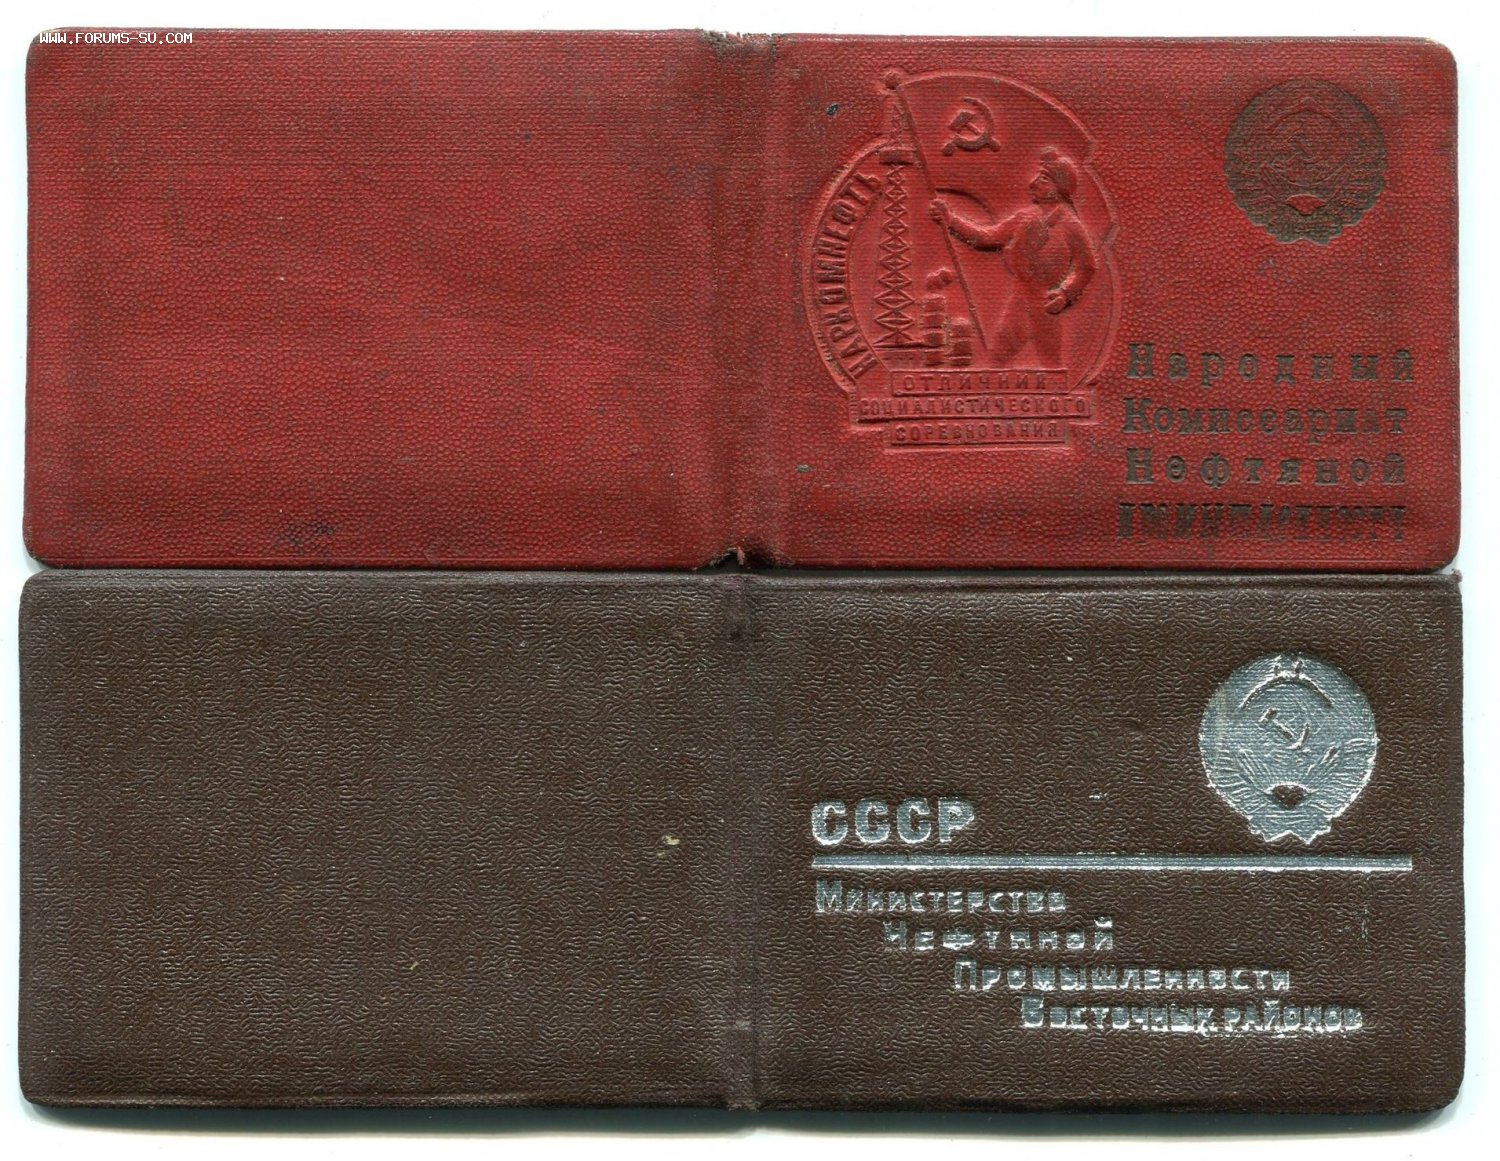 WWW.FORUMS-SU.COM
НАРКОМНЕФТЬ
ОТЛИЧНИК
СОЦИАЛИСТИЧЕСКОГО
СОРЕВНОВАНИЯ
Народный
Комиссариат
Нефтяной
СССР
Министерство
Нефтяной
Промышленности
Восточных районов